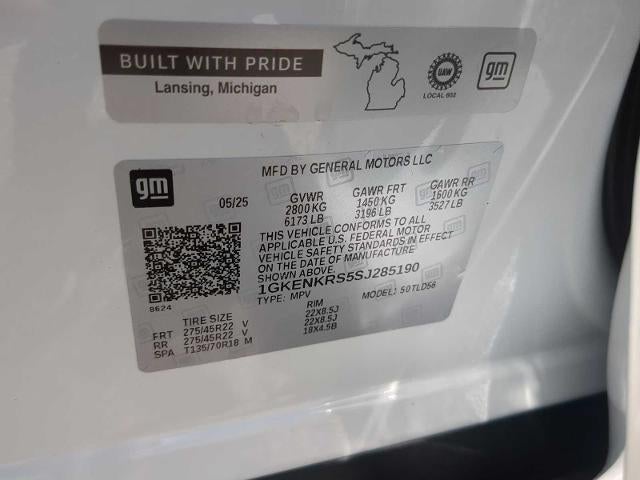 BUILT WITH PRIDE
Lansing, Michigan
UAW
LOCAL 602
gm
MFD BY GENERAL MOTORS LLC
gm
05/25
GVWR GAWR FRT GAWR RR
2800 KG 1450 KG 1600 KG
6173 LB 3196 LB 3527 LB
THIS VEHICLE CONFORMS TO ALL
APPLICABLE U.S. FEDERAL MOTOR
VEHICLE SAFETY STANDARDS IN EFFECT
ON THE DATE OF MANUFACTURE
SHOWN ABOVE.
1GKENKRS5SJ285190
TYPE: MPV MODEL: 50TLD56
8624
TIRE SIZE RIM
FRT 275/45R22 V 22X8.5J
RR 275/45R22 V 22X8.5J
SPA T135/70R18 M 18X4.5B